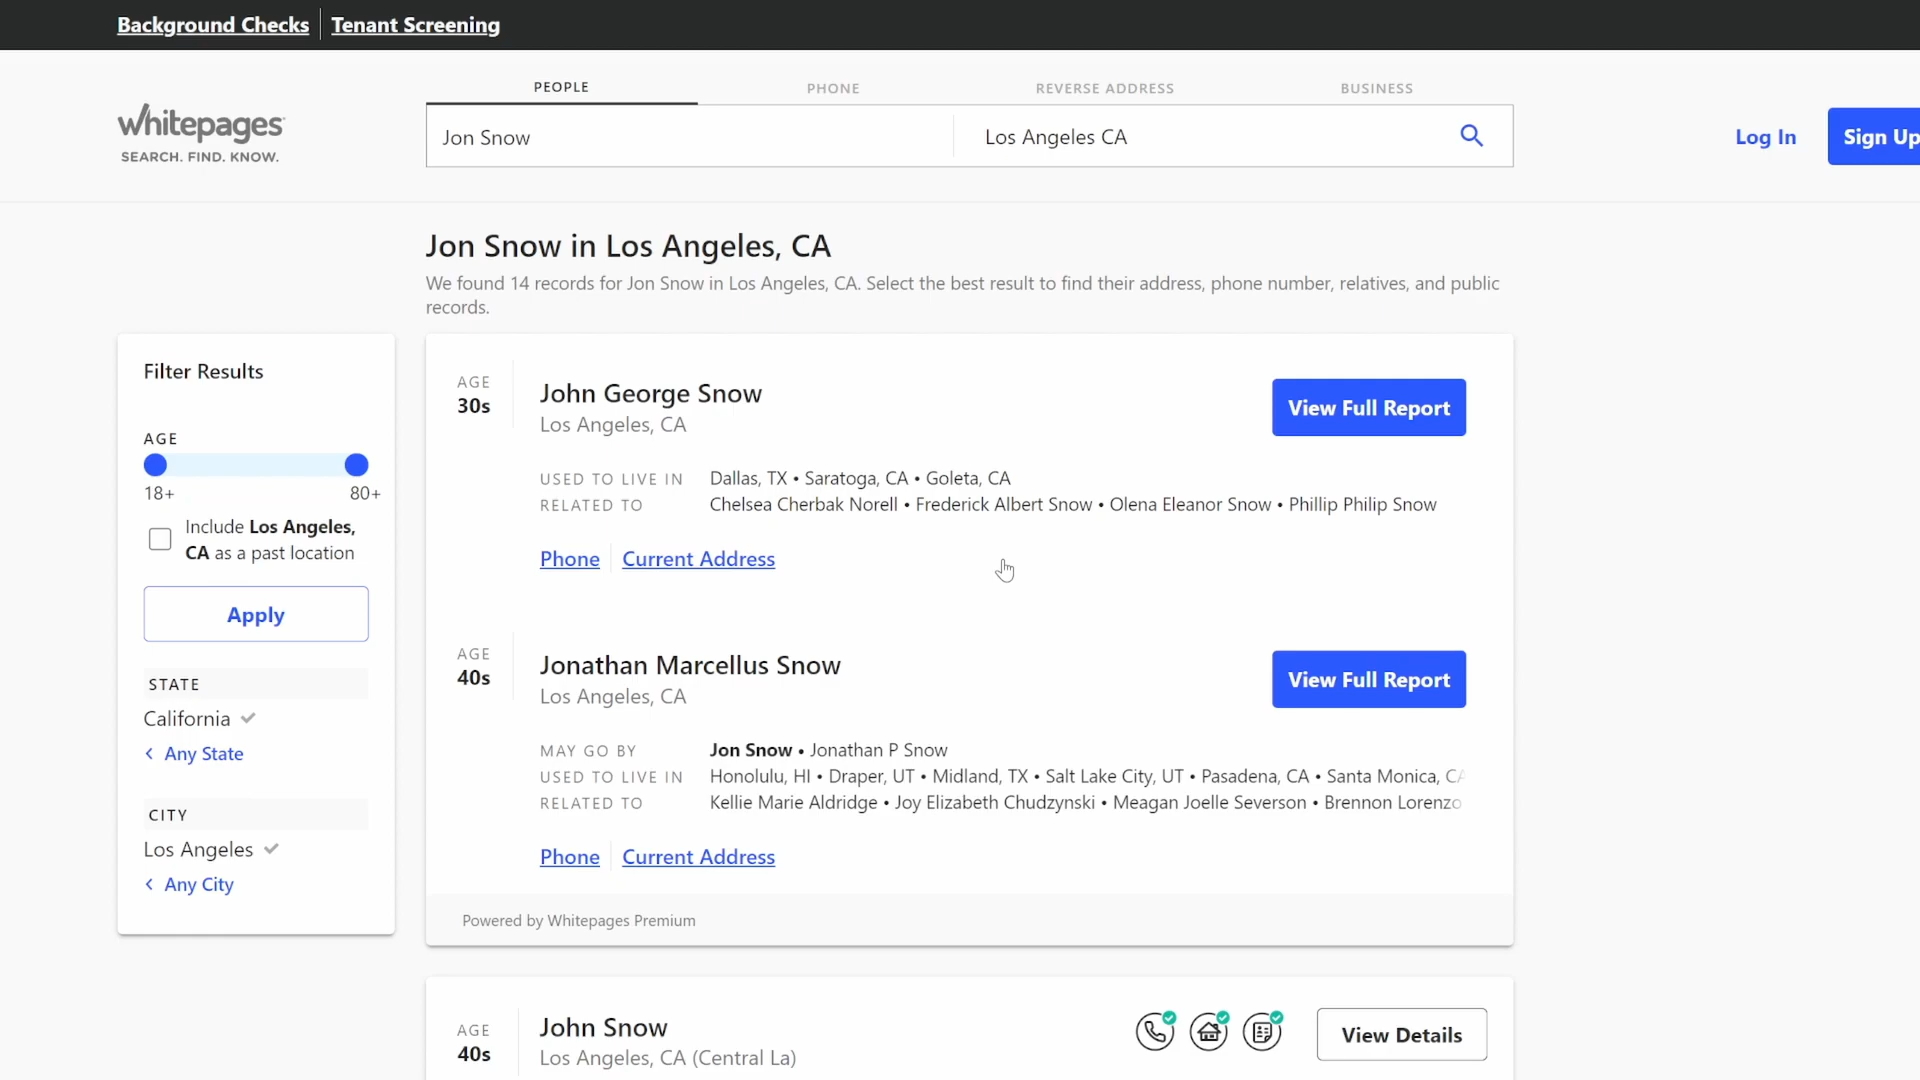 Background Checks Tenant Screening
PEOPLE PHONE REVERSE ADDRESS BUSINESS
whitepages
SEARCH. FIND. KNOW.
Jon Snow Los Angeles CA
Log In Sign Up
Jon Snow in Los Angeles, CA
We found 14 records for Jon Snow in Los Angeles, CA. Select the best result to find their address, phone number, relatives, and public
records.
Filter Results
AGE
18+ 80+
Include Los Angeles,
CA as a past location
Apply
STATE
California
Any State
CITY
Los Angeles
Any City
AGE
30s
John George Snow
Los Angeles, CA
View Full Report
USED TO LIVE IN Dallas, TX • Saratoga, CA • Goleta, CA
RELATED TO Chelsea Cherbak Norell • Frederick Albert Snow • Olena Eleanor Snow • Phillip Philip Snow
Phone Current Address
AGE
40s
Jonathan Marcellus Snow
Los Angeles, CA
View Full Report
MAY GO BY Jon Snow • Jonathan P Snow
USED TO LIVE IN Honolulu, HI • Draper, UT • Midland, TX • Salt Lake City, UT • Pasadena, CA • Santa Monica, CA
RELATED TO Kellie Marie Aldridge • Joy Elizabeth Chudzynski • Meagan Joelle Severson • Brennon Lorenzo
Phone Current Address
Powered by Whitepages Premium
AGE
40s
John Snow
Los Angeles, CA (Central La)
View Details